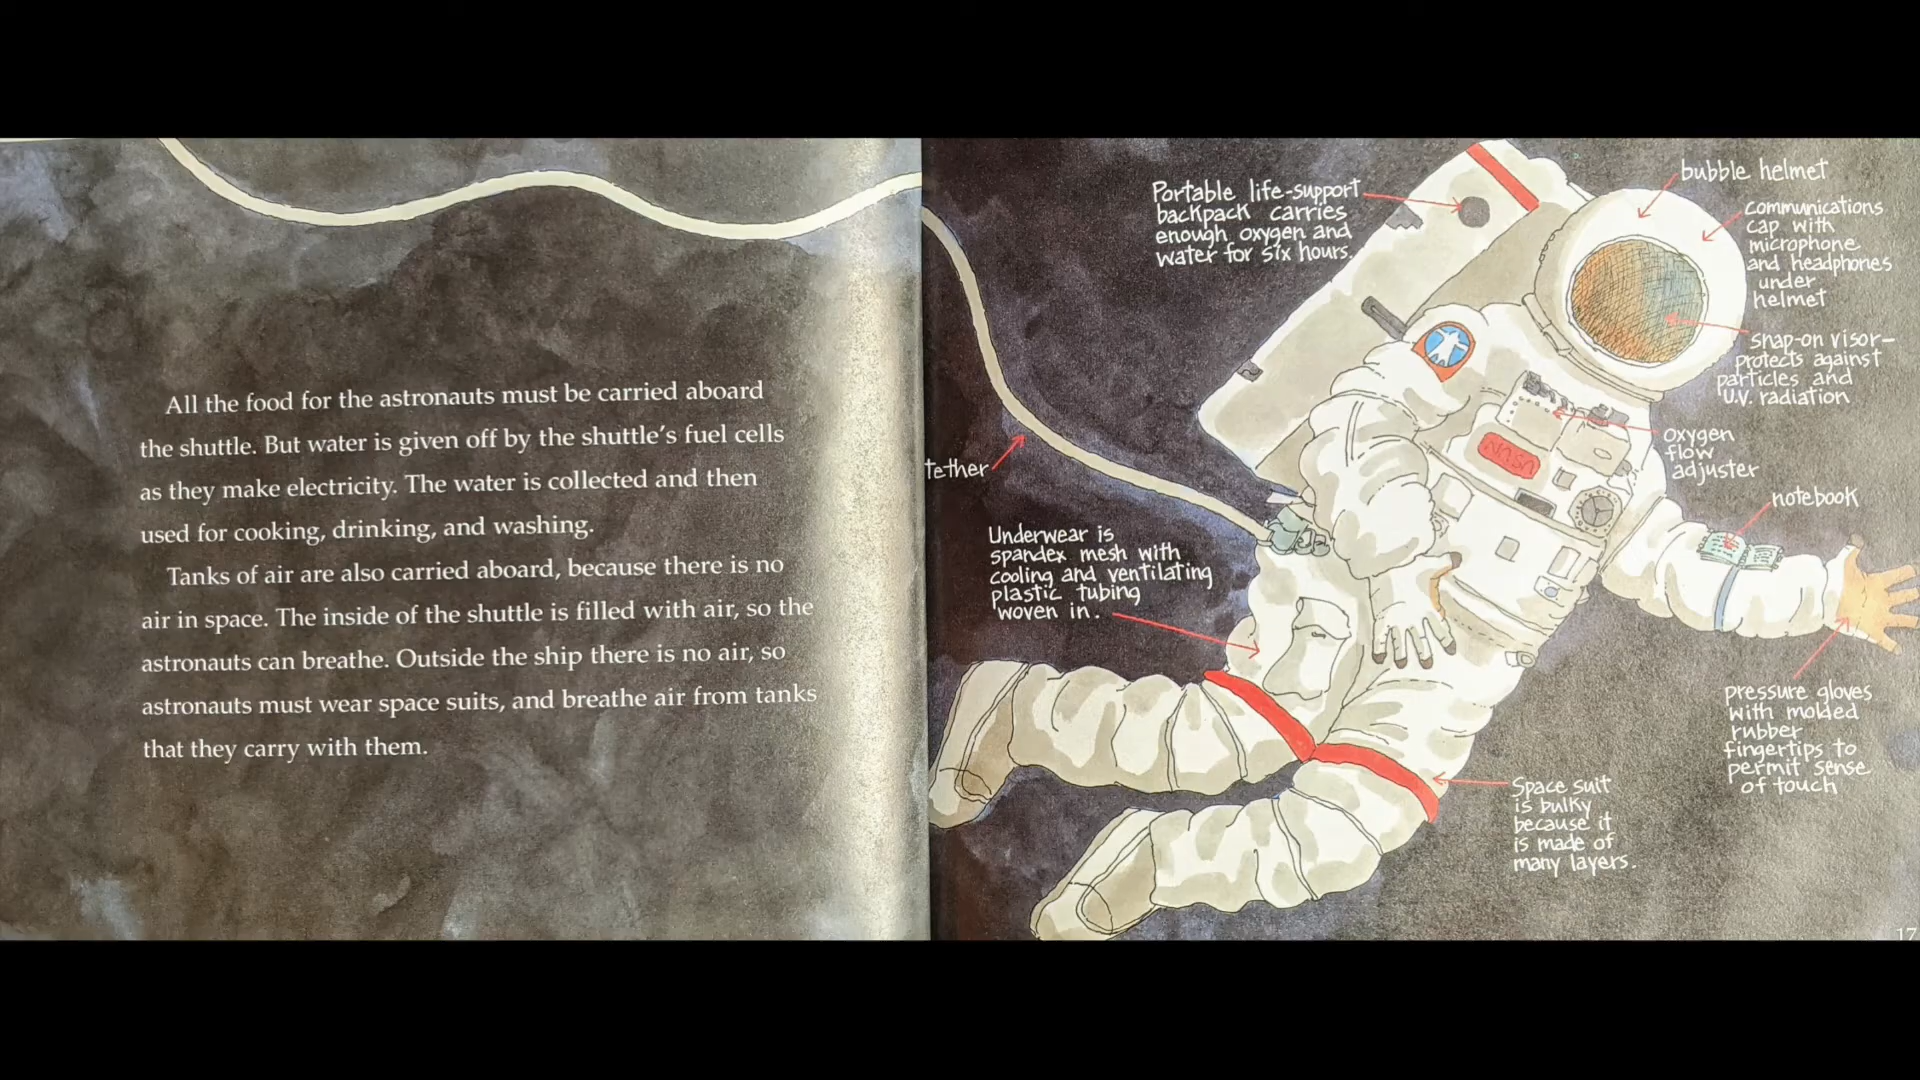 All the food for the astronauts must be carried aboard
the shuttle. But water is given off by the shuttle's fuel cells
as they make electricity. The water is collected and then
used for cooking, drinking, and washing.
Tanks of air are also carried aboard, because there is no
air in space. The inside of the shuttle is filled with air, so the
astronauts can breathe. Outside the ship there is no air, so
astronauts must wear space suits, and breathe air from tanks
that they carry with them.
Portable life-support
backpack carries
enough oxygen and
water for six hours.
bubble helmet
communications
cap with
microphone
and headphones
under
helmet
snap-on visor-
protects against
particles and
U.V. radiation
oxygen
flow
adjuster
NASA
tether
notebook
Underwear is
spandex mesh with
cooling and ventilating
plastic tubing
woven in.
pressure gloves
with molded
rubber
fingertips to
permit sense
of touch
Space suit
is bulky
because it
is made of
many layers.
17